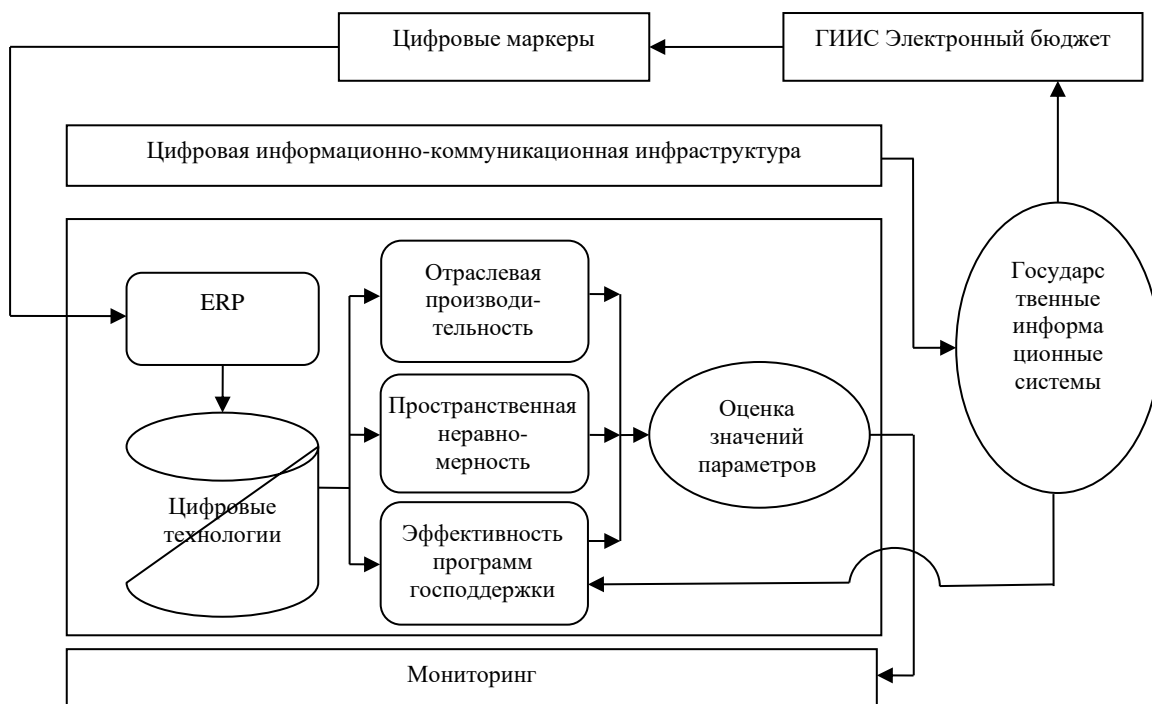 Цифровые маркеры
ГИИС Электронный бюджет
Цифровая информационно-коммуникационная инфраструктура
ERP
Отраслевая
производи-
тельность
Государс
твенные
информа
ционные
системы
Пространственная
неравно-
мерность
Оценка
значений
параметров
Цифровые
технологии
Эффективность
программ
господдержки
Мониторинг